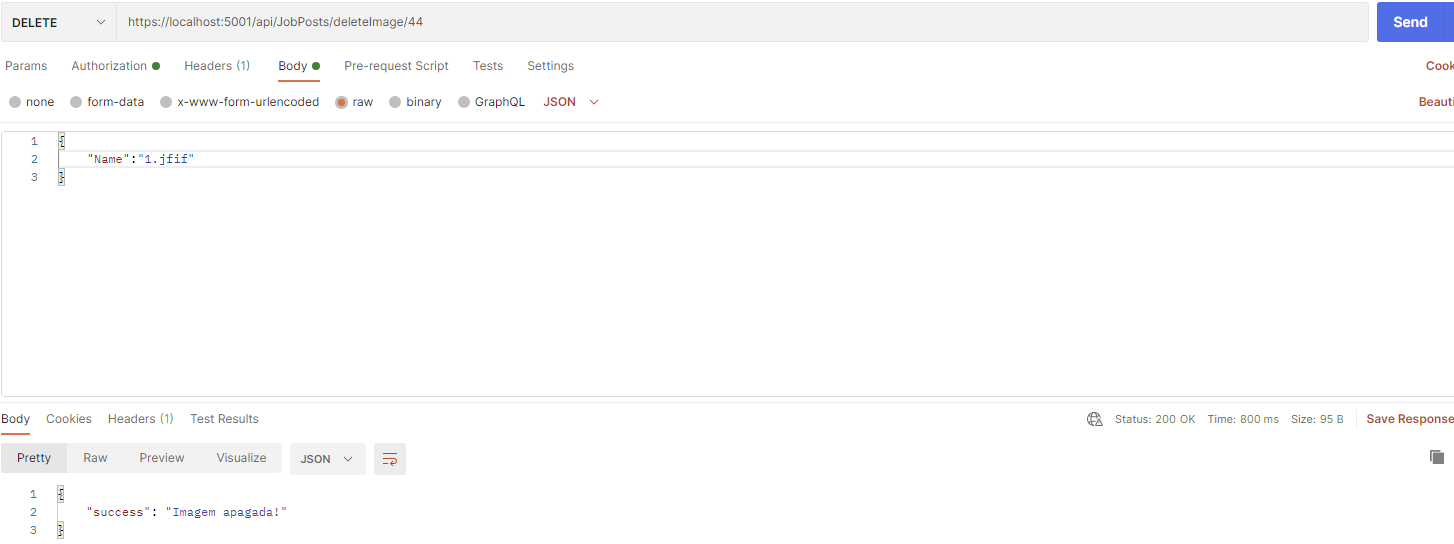 DELETE https://localhost:5001/api/JobPosts/deleteImage/44 Send
Params Authorization Headers (1) Body Pre-request Script Tests Settings Cook
none form-data x-www-form-urlencoded raw binary GraphQL JSON Beauti
1 {
2 "Name":"1.jfif"
3 }
Body Cookies Headers (1) Test Results Status: 200 OK Time: 800 ms Size: 95 B Save Response
Pretty Raw Preview Visualize JSON
1 {
2 "success": "Imagem apagada!"
3 }